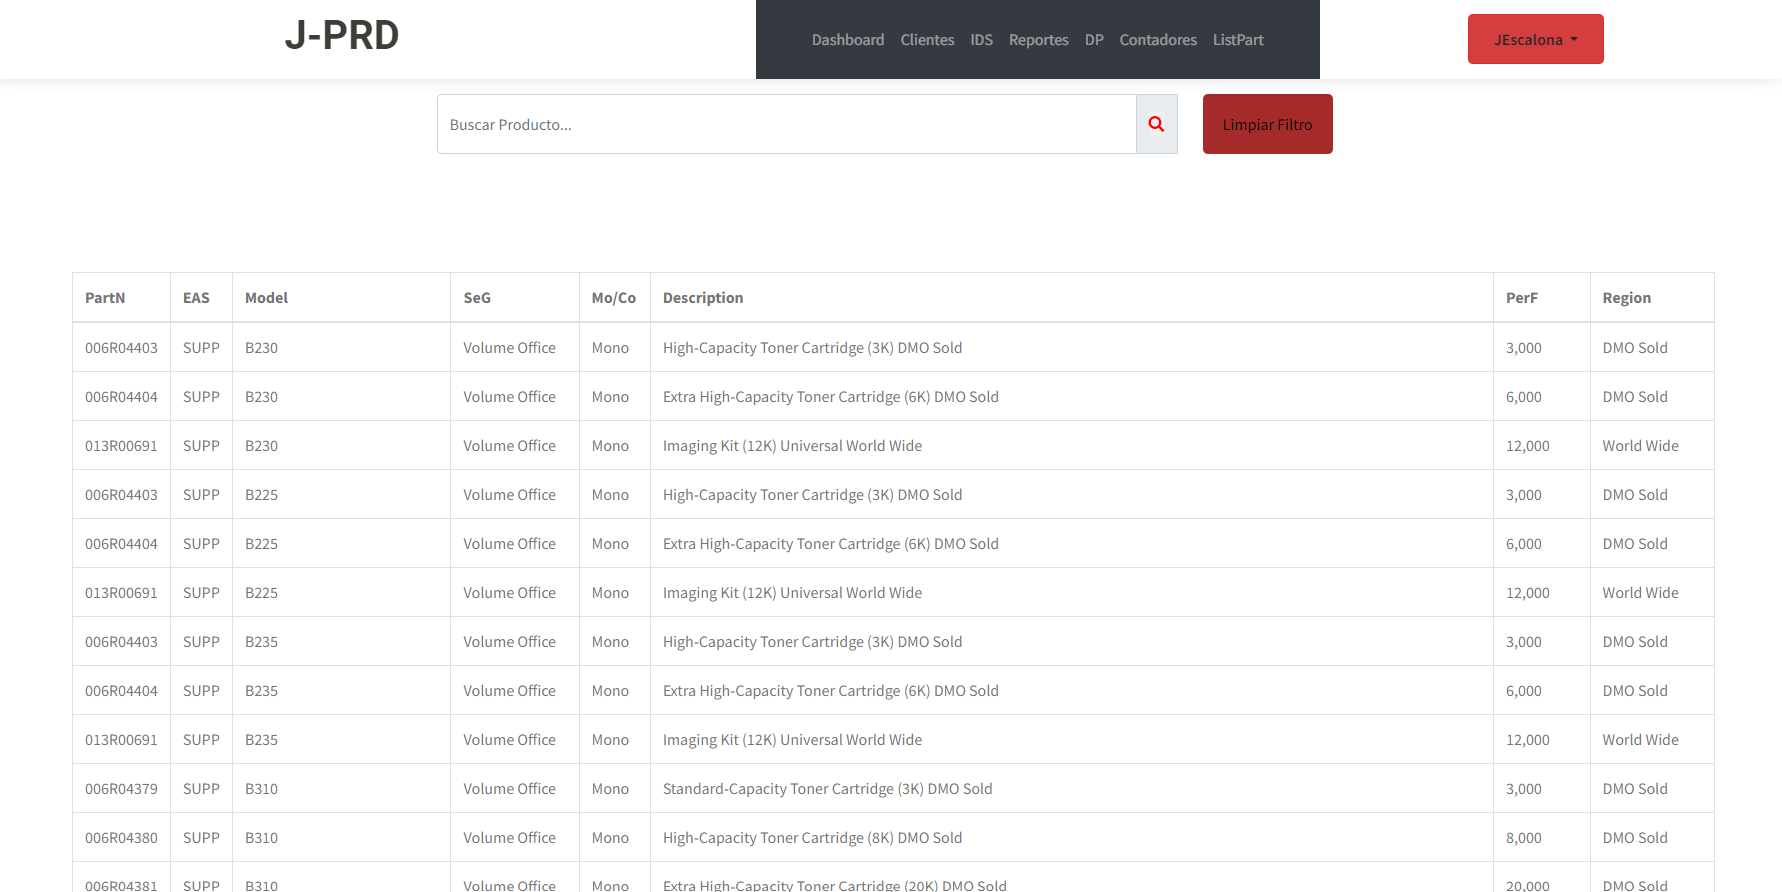 J-PRD
Dashboard Clientes IDS Reportes DP Contadores ListPart
JEscalona
Buscar Producto...
Limpiar Filtro
PartN EAS Model SeG Mo/Co Description PerF Region
006R04403 SUPP B230 Volume Office Mono High-Capacity Toner Cartridge (3K) DMO Sold 3,000 DMO Sold
006R04404 SUPP B230 Volume Office Mono Extra High-Capacity Toner Cartridge (6K) DMO Sold 6,000 DMO Sold
013R00691 SUPP B230 Volume Office Mono Imaging Kit (12K) Universal World Wide 12,000 World Wide
006R04403 SUPP B225 Volume Office Mono High-Capacity Toner Cartridge (3K) DMO Sold 3,000 DMO Sold
006R04404 SUPP B225 Volume Office Mono Extra High-Capacity Toner Cartridge (6K) DMO Sold 6,000 DMO Sold
013R00691 SUPP B225 Volume Office Mono Imaging Kit (12K) Universal World Wide 12,000 World Wide
006R04403 SUPP B235 Volume Office Mono High-Capacity Toner Cartridge (3K) DMO Sold 3,000 DMO Sold
006R04404 SUPP B235 Volume Office Mono Extra High-Capacity Toner Cartridge (6K) DMO Sold 6,000 DMO Sold
013R00691 SUPP B235 Volume Office Mono Imaging Kit (12K) Universal World Wide 12,000 World Wide
006R04379 SUPP B310 Volume Office Mono Standard-Capacity Toner Cartridge (3K) DMO Sold 3,000 DMO Sold
006R04380 SUPP B310 Volume Office Mono High-Capacity Toner Cartridge (8K) DMO Sold 8,000 DMO Sold
006R04381 SUPP B310 Volume Office Mono Extra High-Capacity Toner Cartridge (20K) DMO Sold 20,000 DMO Sold